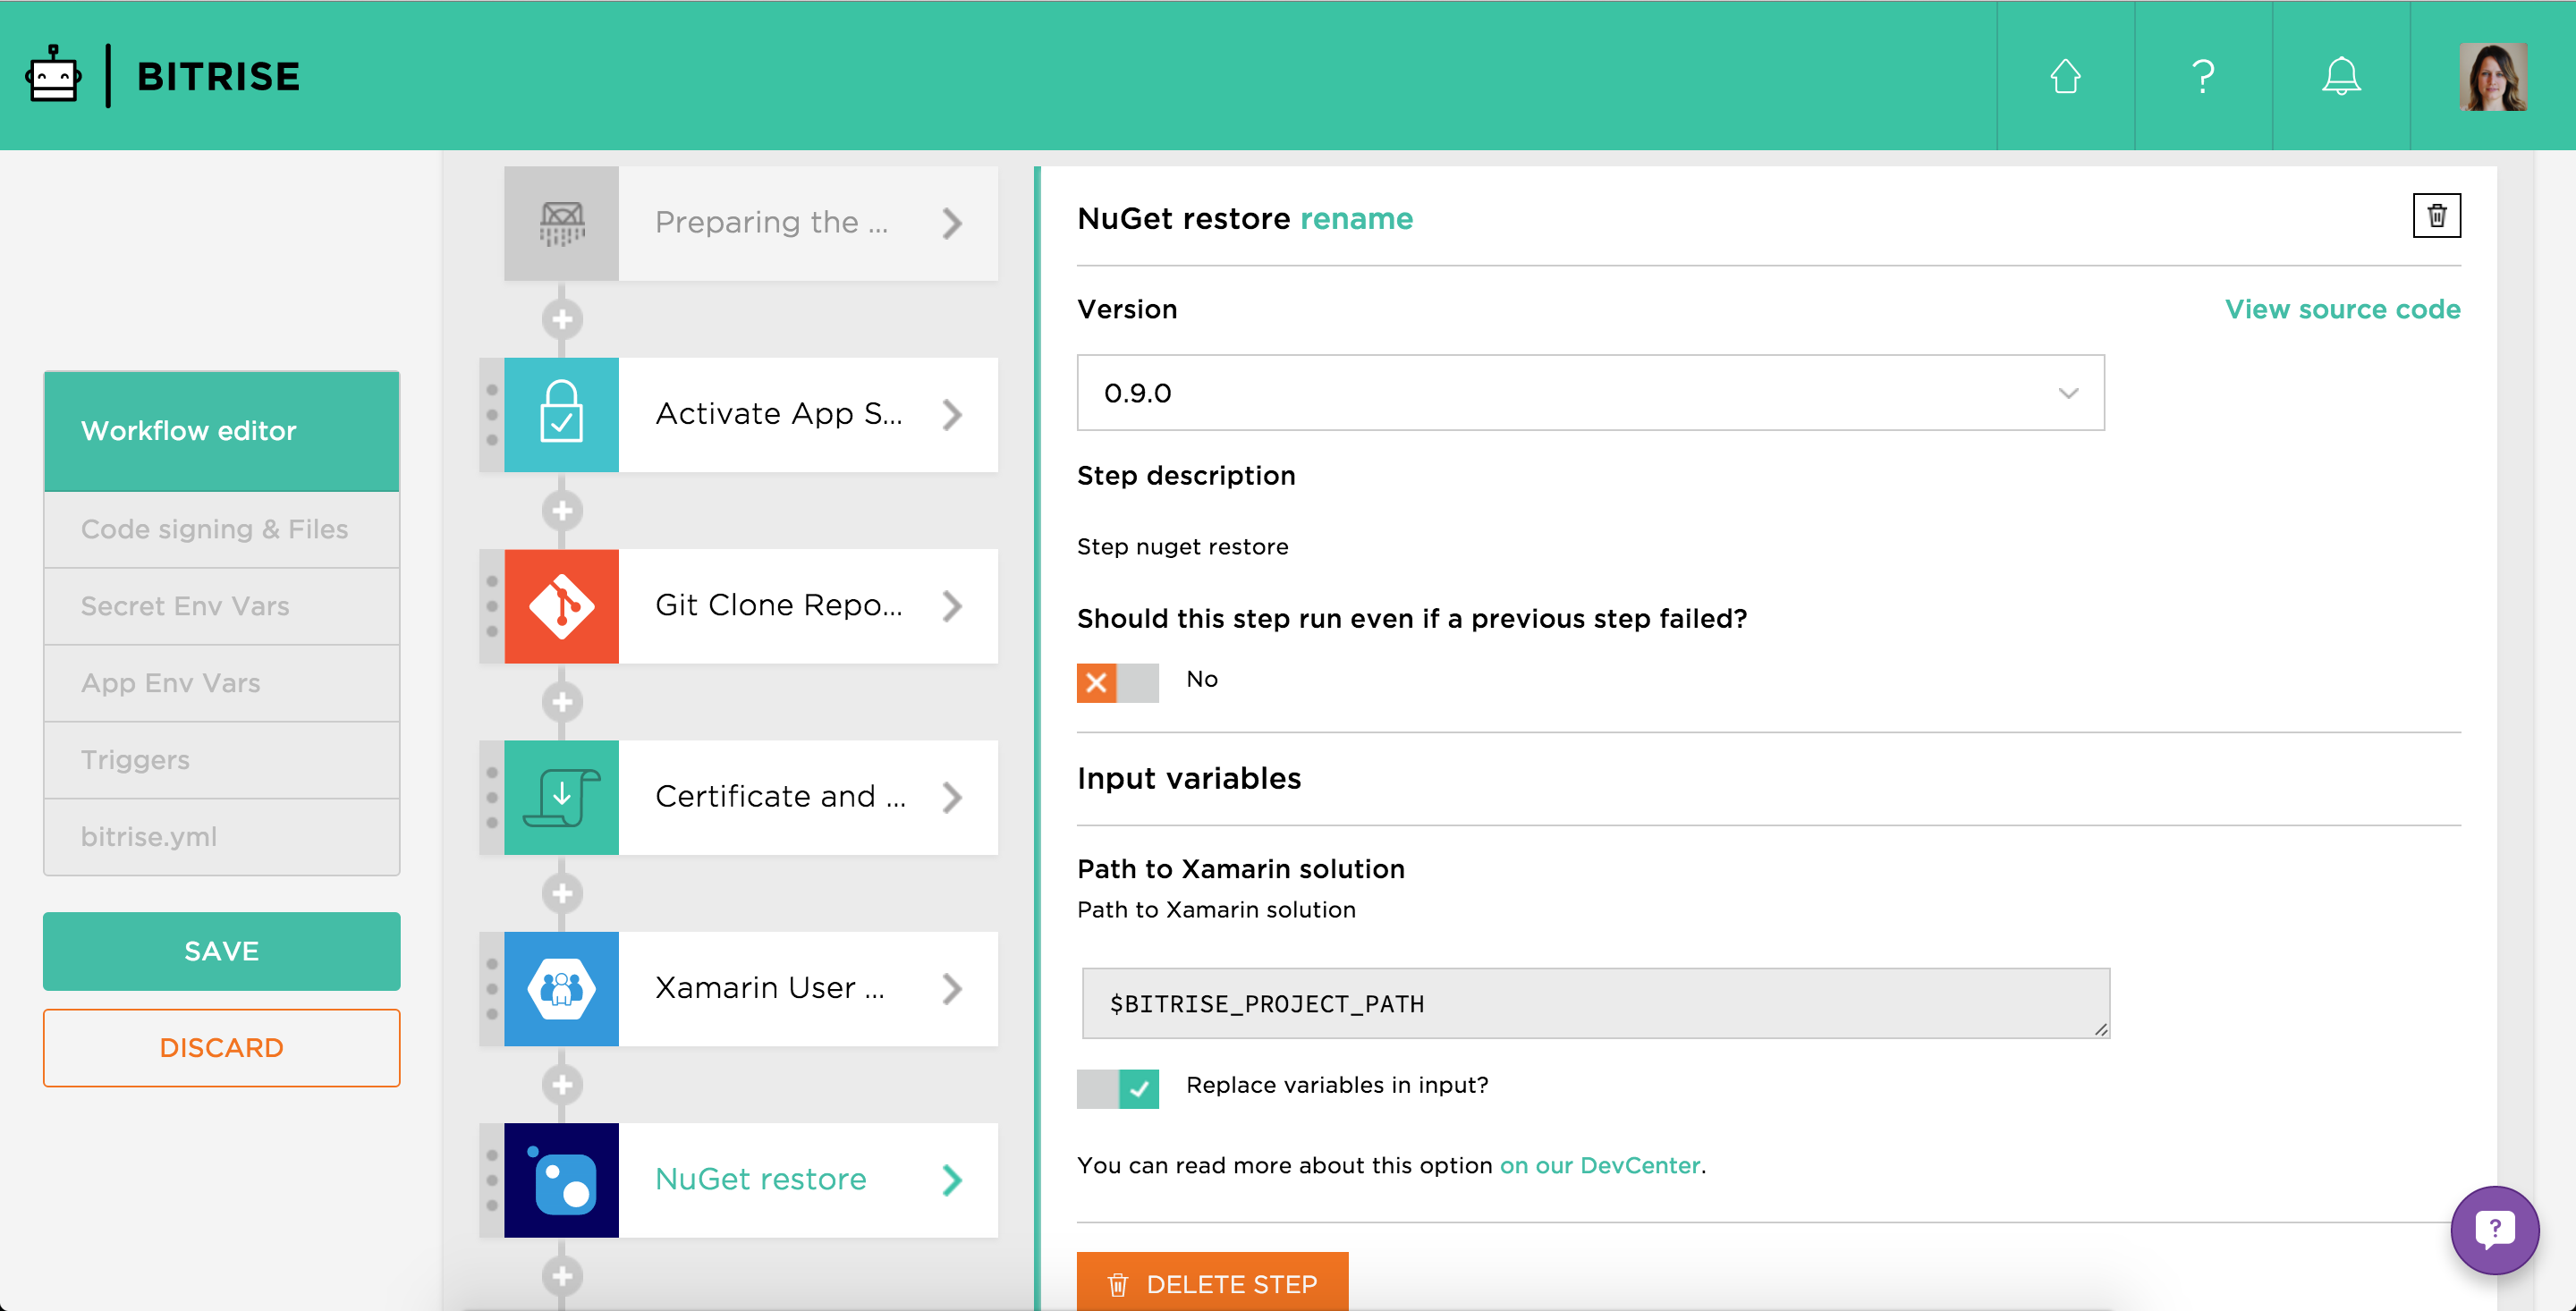 BITRISE
?
Workflow editor
Code signing & Files
Secret Env Vars
App Env Vars
Triggers
bitrise.yml
SAVE
DISCARD
Preparing the ...
Activate App S...
Git Clone Repo...
Certificate and ...
Xamarin User ...
NuGet restore
NuGet restore rename
Version
View source code
0.9.0
Step description
Step nuget restore
Should this step run even if a previous step failed?
No
Input variables
Path to Xamarin solution
Path to Xamarin solution
$BITRISE_PROJECT_PATH
Replace variables in input?
You can read more about this option on our DevCenter.
DELETE STEP
?